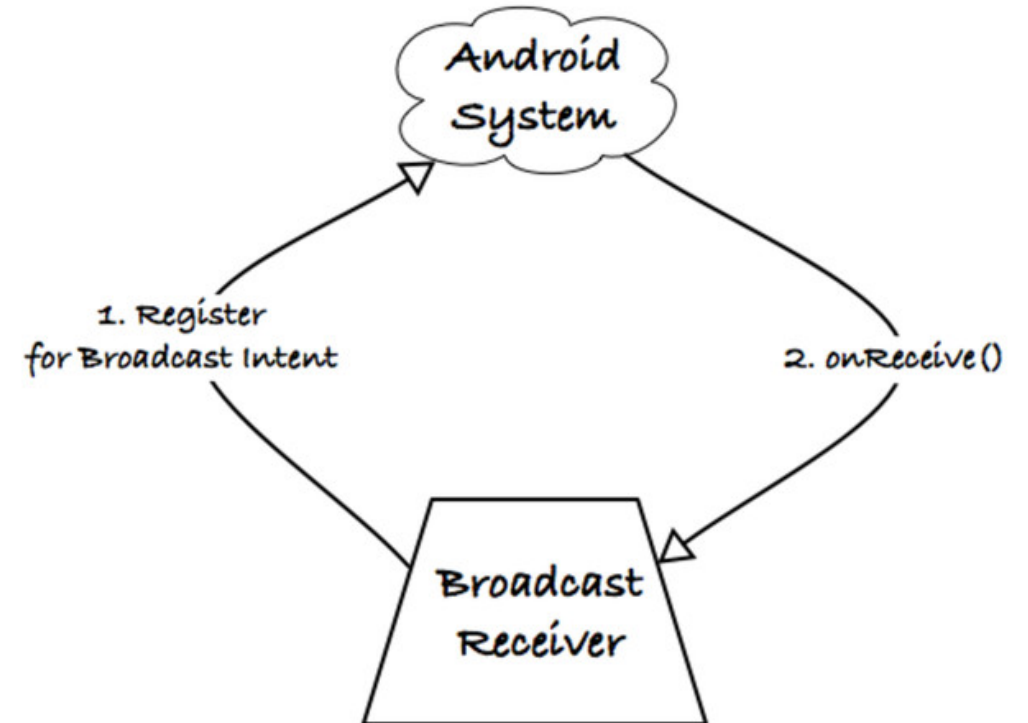 Android
System
1. Register
for Broadcast Intent
2. onReceive()
Broadcast
Receiver